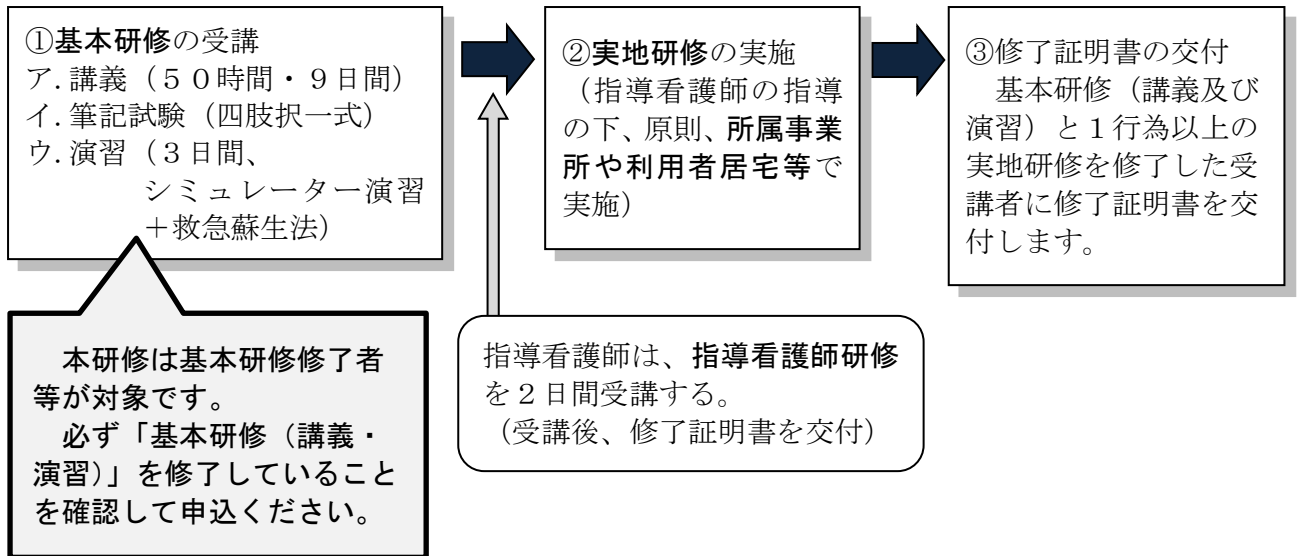 ①基本研修の受講
ア.講義（５０時間・９日間）
イ.筆記試験（四肢択一式）
ウ.演習（３日間、
シミュレーター演習
＋救急蘇生法）
②実地研修の実施
（指導看護師の指導
の下、原則、所属事業
所や利用者居宅等で
実施）
③修了証明書の交付
基本研修（講義及び
演習）と１行為以上の
実地研修を修了した受
講者に修了証明書を交
付します。
本研修は基本研修修了者
等が対象です。
必ず「基本研修（講義・
演習）」を修了していること
を確認して申込ください。
指導看護師は、指導看護師研修
を２日間受講する。
（受講後、修了証明書を交付）